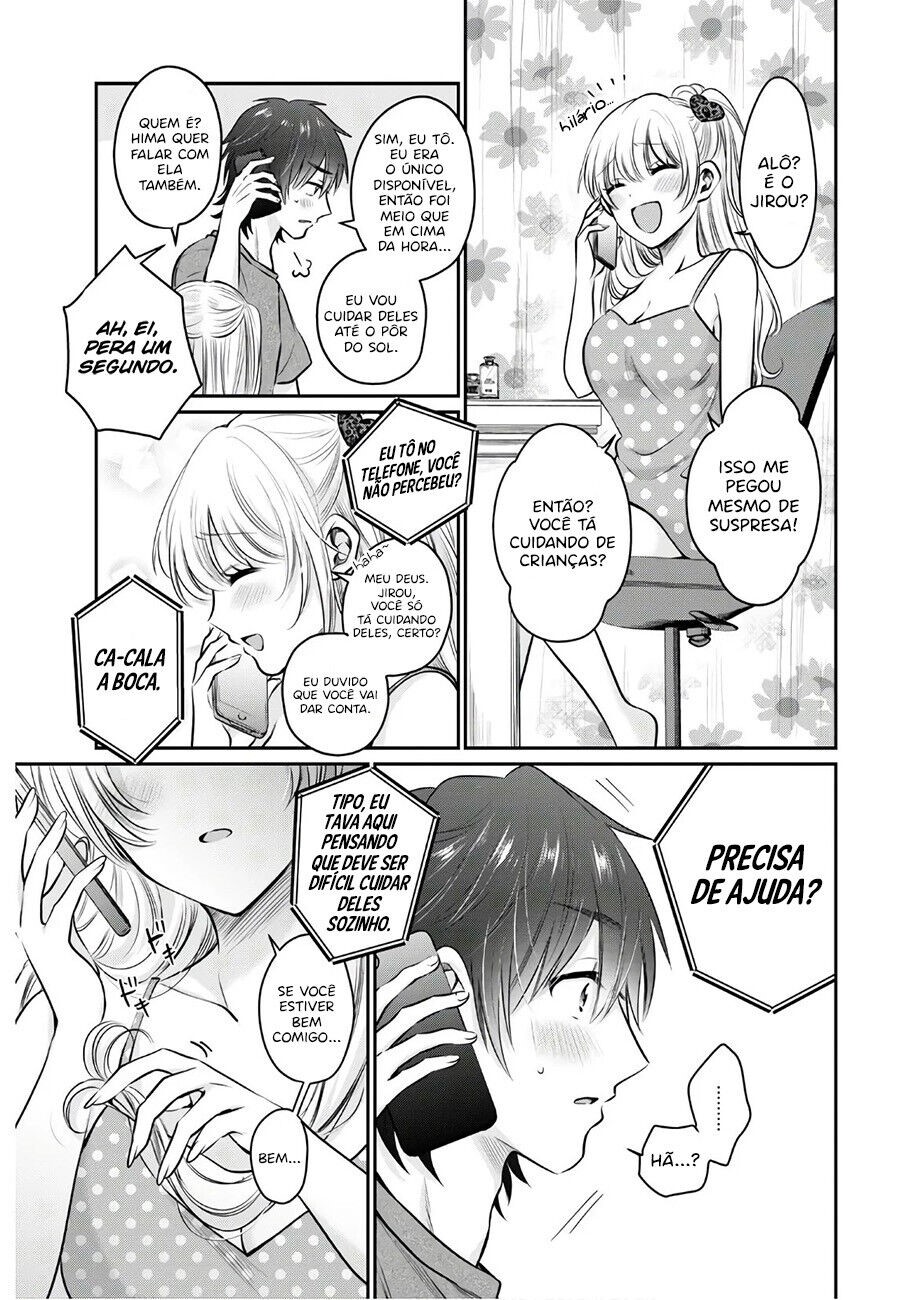 hilário...
ALÔ?
É O
JIROU?
ISSO ME
PEGOU
MESMO DE
SUSPRESA!
ENTÃO?
VOCÊ TÁ
CUIDANDO DE
CRIANÇAS?
SIM, EU TÔ.
EU ERA
O ÚNICO
DISPONÍVEL,
ENTÃO FOI
MEIO QUE
EM CIMA
DA HORA...
EU VOU
CUIDAR DELES
ATÉ O PÔR
DO SOL.
QUEM É?
HIMA QUER
FALAR COM
ELA
TAMBÉM.
AH, EI,
PERA UM
SEGUNDO.
EU TÔ NO
TELEFONE, VOCÊ
NÃO PERCEBEU?
haha~
MEU DEUS.
JIROU,
VOCÊ SÓ
TÁ CUIDANDO
DELES, CERTO?
EU DUVIDO
QUE VOCÊ VAI
DAR CONTA.
CA-CALA
A BOCA.
PRECISA
DE AJUDA?
........
HÃ...?
TIPO, EU
TAVA AQUI
PENSANDO
QUE DEVE SER
DIFÍCIL CUIDAR
DELES
SOZINHO.
SE VOCÊ
ESTIVER
BEM
COMIGO...
BEM...